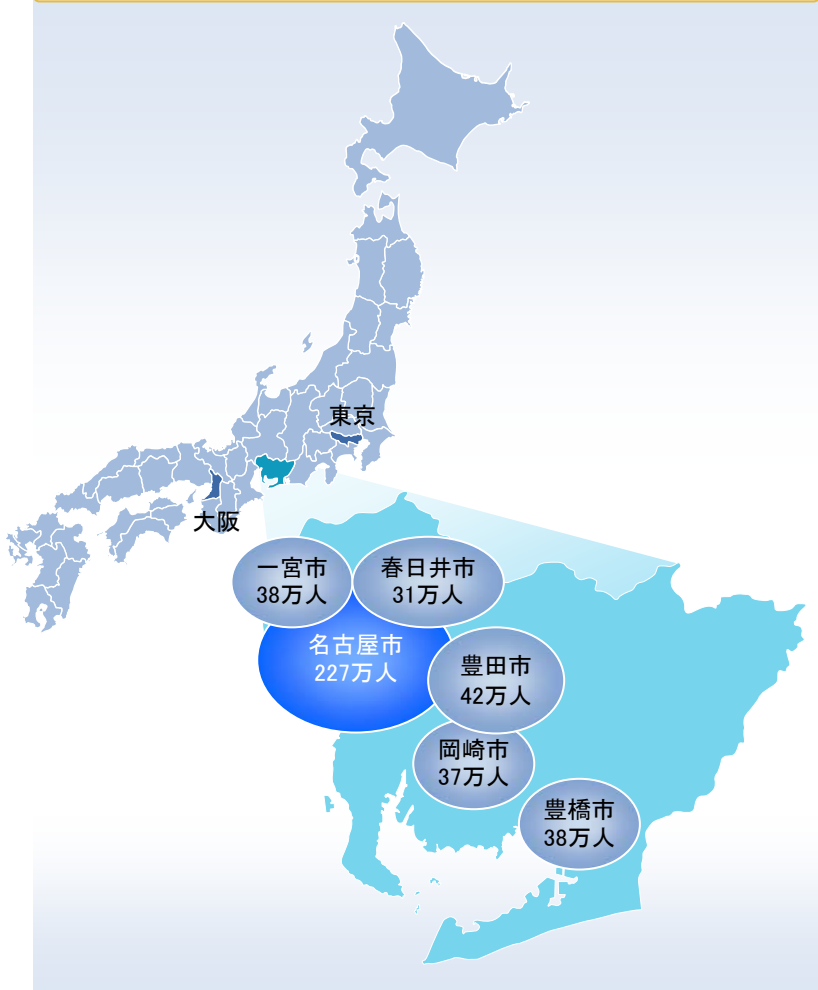 東京
大阪
一宮市
38万人
春日井市
31万人
名古屋市
227万人
豊田市
42万人
岡崎市
37万人
豊橋市
38万人